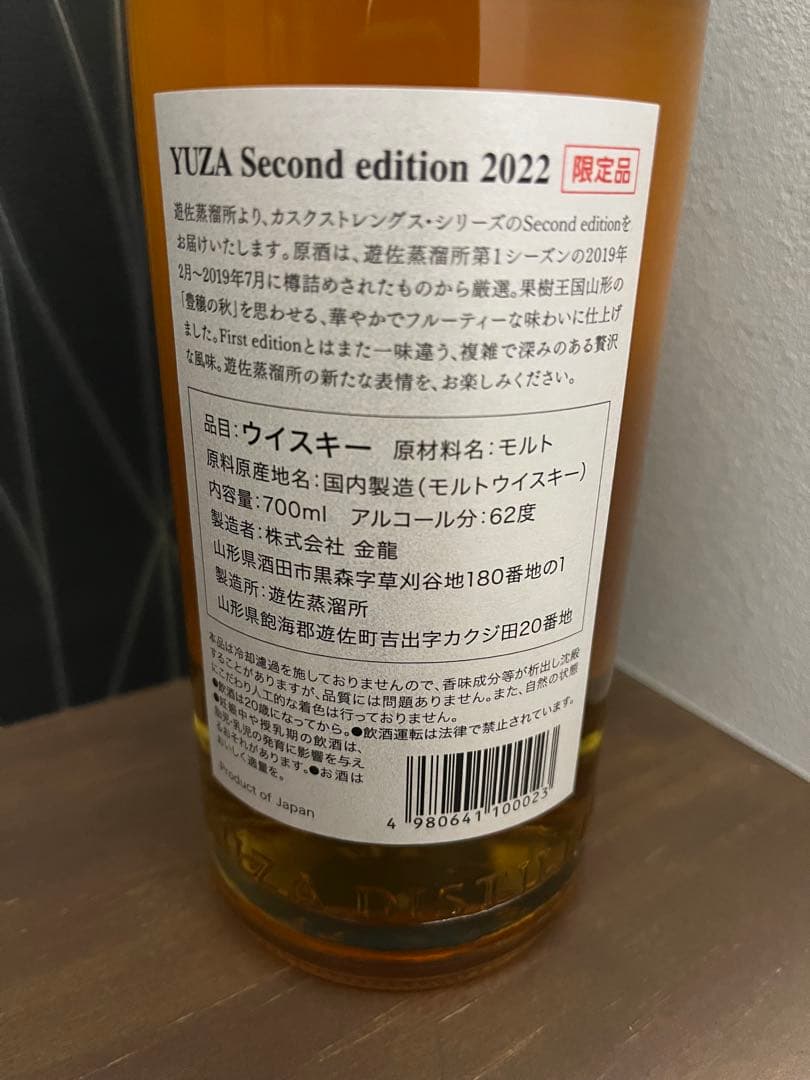 YUZA Second edition 2022 限定品
遊佐蒸溜所より、カスクストレングス・シリーズのSecond editionを
お届けいたします。原酒は、遊佐蒸溜所第1シーズンの2019年
2月〜2019年7月に樽詰めされたものから厳選。果樹王国山形の
「豊穣の秋」を思わせる、華やかでフルーティーな味わいに仕上げ
ました。First editionとはまた一味違う、複雑で深みのある贅沢
な風味。遊佐蒸溜所の新たな表情を、お楽しみください。
品目:ウイスキー 原材料名:モルト
原料原産地名:国内製造(モルトウイスキー)
内容量:700ml アルコール分:62度
製造者:株式会社 金龍
山形県酒田市黒森字草刈谷地180番地の1
製造所:遊佐蒸溜所
山形県飽海郡遊佐町吉出字カクジ田20番地
本品は冷却濾過を施しておりませんので、香味成分等が析出し沈殿
することがありますが、品質には問題ありません。また、自然の状態
にこだわり人工的な着色は行っておりません。
●飲酒は20歳になってから。●飲酒運転は法律で禁止されています。
●妊娠中や授乳期の飲酒は、
胎児・乳児の発育に影響を与え
るおそれがあります。●お酒は
おいしく適量を。
Product of Japan
4 980641 100023
YUZA DISTILLE